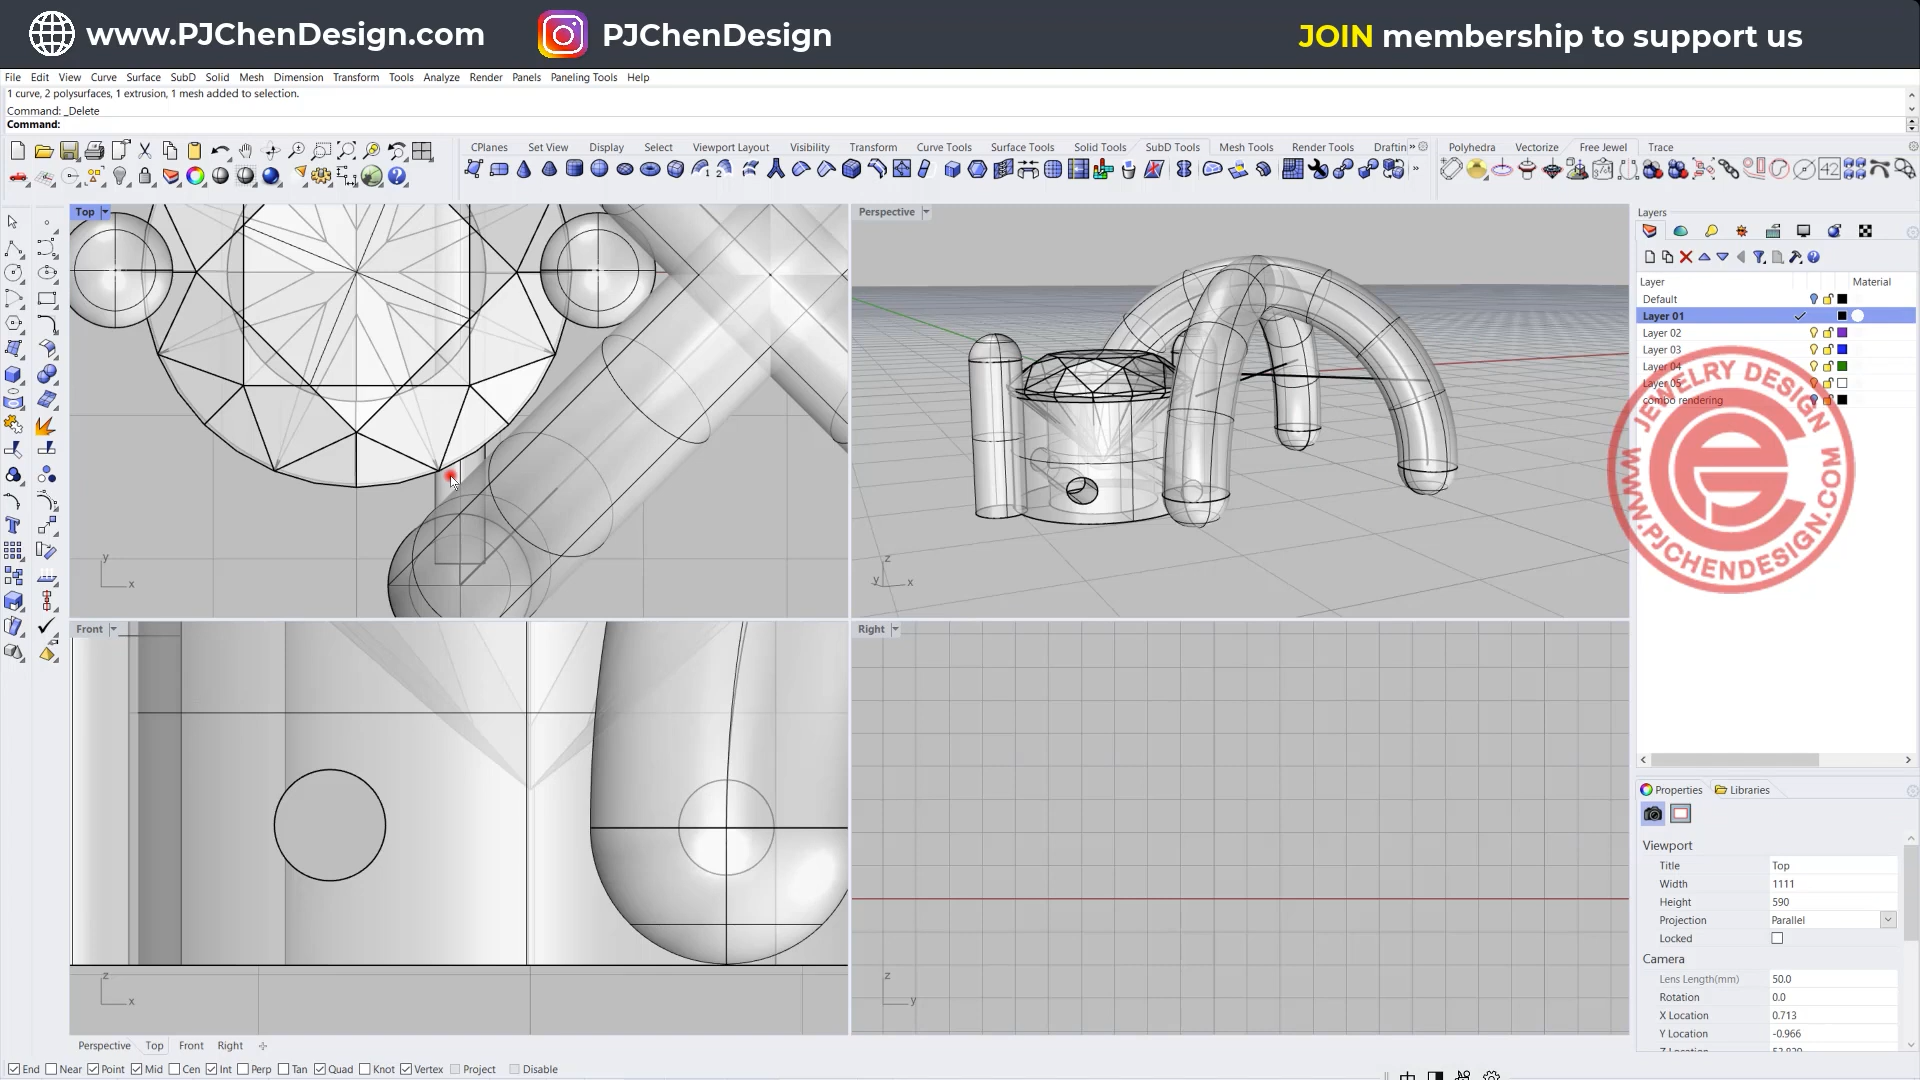 www.PJChenDesign.com
PJChenDesign
JOIN membership to support us
File Edit View Curve Surface SubD Solid Mesh Dimension Transform Tools Analyze Render Panels Paneling Tools Help
1 curve, 2 polysurfaces, 1 extrusion, 1 mesh added to selection.
Command: _Delete
Command:
CPlanes Set View Display Select Viewport Layout Visibility Transform Curve Tools Surface Tools Solid Tools SubD Tools Mesh Tools Render Tools Draftin » Polyhedra Vectorize Free Jewel Trace
Top
Perspective
Layers
Layer Material
Default
Layer 01
Layer 02
Layer 03
Layer 04
Layer 05
combo rendering
JEWELRY DESIGN.COM
WWW.PJCHENDESIGN.COM
y
x
z
y
x
Front
Right
z
x
z
y
Properties Libraries
Viewport
Title Top
Width 1111
Height 590
Projection Parallel
Locked
Camera
Lens Length(mm) 50.0
Rotation 0.0
X Location 0.713
Y Location -0.966
Perspective Top Front Right
End Near Point Mid Cen Int Perp Tan Quad Knot Vertex Project Disable